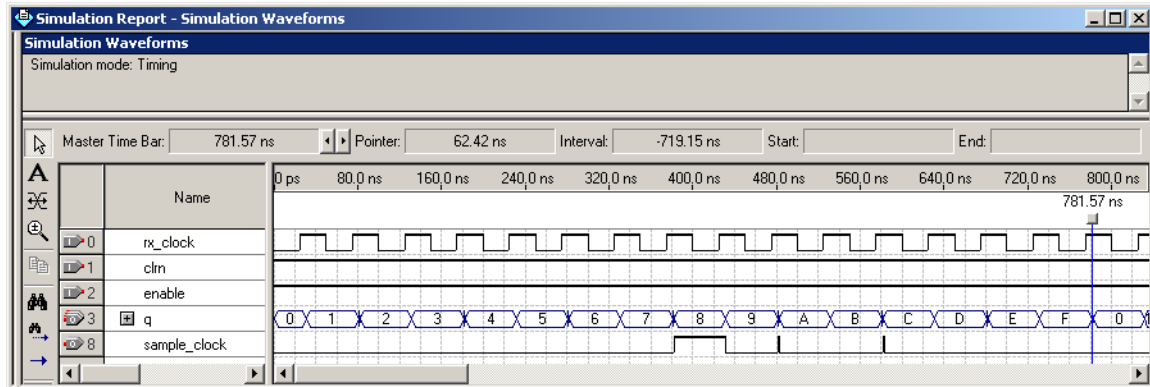 Simulation Report - Simulation Waveforms
Simulation Waveforms
Simulation mode: Timing
Master Time Bar: 781.57 ns Pointer: 62.42 ns Interval: -719.15 ns Start: End:
A Name 0 ps 80.0 ns 160.0 ns 240.0 ns 320.0 ns 400.0 ns 480.0 ns 560.0 ns 640.0 ns 720.0 ns 800.0 ns
781.57 ns
0 rx_clock
1 clrn
2 enable
3 q 0 1 2 3 4 5 6 7 8 9 A B C D E F 0
8 sample_clock